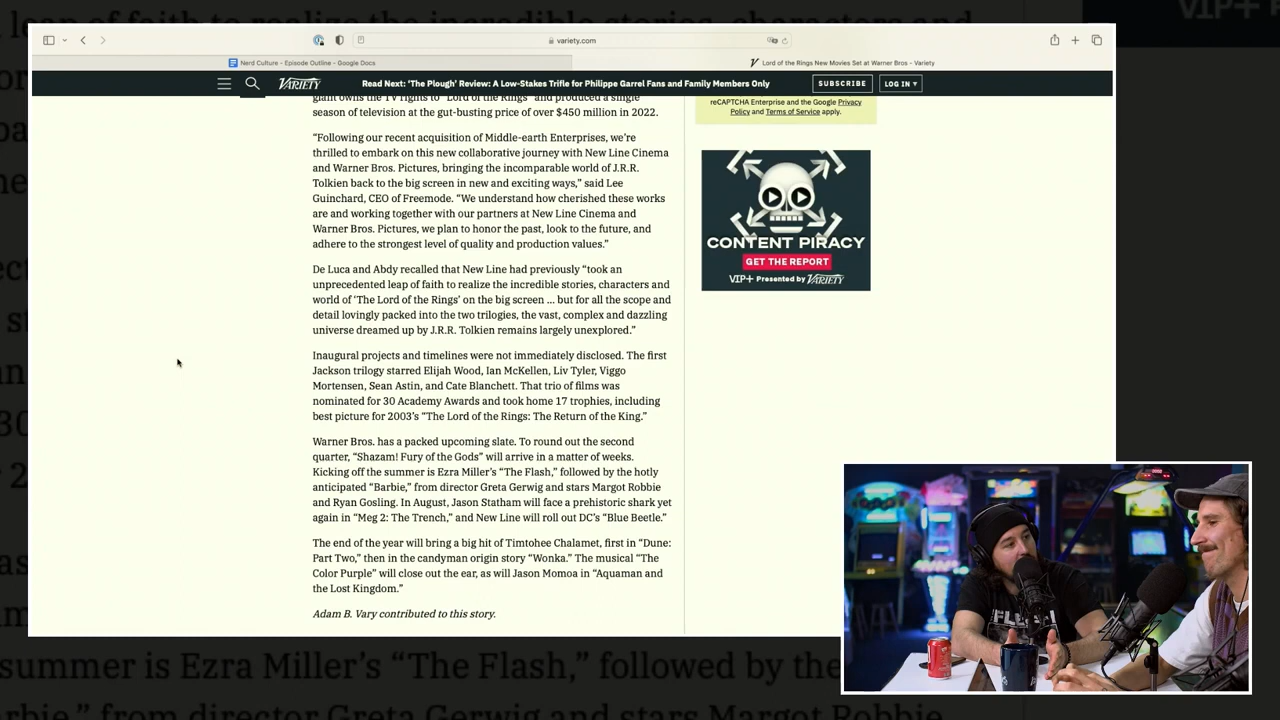 leap of faith to realize the incredible stories, characters and
VIP+
variety.com
Nerd Culture - Episode Outline - Google Docs
Lord of the Rings New Movies Set at Warner Bros - Variety
VARIETY
Read Next: ‘The Plough’ Review: A Low-Stakes Trifle for Philippe Garrel Fans and Family Members Only
SUBSCRIBE
LOG IN
giant owns the TV rights to “Lord of the Rings” and produced a single
season of television at the gut-busting price of over $450 million in 2022.
“Following our recent acquisition of Middle-earth Enterprises, we’re
thrilled to embark on this new collaborative journey with New Line Cinema
and Warner Bros. Pictures, bringing the incomparable world of J.R.R.
Tolkien back to the big screen in new and exciting ways,” said Lee
Guinchard, CEO of Freemode. “We understand how cherished these works
are and working together with our partners at New Line Cinema and
Warner Bros. Pictures, we plan to honor the past, look to the future, and
adhere to the strongest level of quality and production values.”
De Luca and Abdy recalled that New Line had previously “took an
unprecedented leap of faith to realize the incredible stories, characters and
world of ‘The Lord of the Rings’ on the big screen ... but for all the scope and
detail lovingly packed into the two trilogies, the vast, complex and dazzling
universe dreamed up by J.R.R. Tolkien remains largely unexplored.”
Inaugural projects and timelines were not immediately disclosed. The first
Jackson trilogy starred Elijah Wood, Ian McKellen, Liv Tyler, Viggo
Mortensen, Sean Astin, and Cate Blanchett. That trio of films was
nominated for 30 Academy Awards and took home 17 trophies, including
best picture for 2003’s “The Lord of the Rings: The Return of the King.”
Warner Bros. has a packed upcoming slate. To round out the second
quarter, “Shazam! Fury of the Gods” will arrive in a matter of weeks.
Kicking off the summer is Ezra Miller’s “The Flash,” followed by the hotly
anticipated “Barbie,” from director Greta Gerwig and stars Margot Robbie
and Ryan Gosling. In August, Jason Statham will face a prehistoric shark yet
again in “Meg 2: The Trench,” and New Line will roll out DC’s “Blue Beetle.”
The end of the year will bring a big hit of Timtohee Chalamet, first in “Dune:
Part Two,” then in the candyman origin story “Wonka.” The musical “The
Color Purple” will close out the ear, as will Jason Momoa in “Aquaman and
the Lost Kingdom.”
Adam B. Vary contributed to this story.
reCAPTCHA Enterprise and the Google Privacy
Policy and Terms of Service apply.
CONTENT PIRACY
GET THE REPORT
VIP+ Presented by VARIETY
summer is Ezra Miller’s “The Flash,” followed by the
from director Greta Gerwig and stars Margot Robbie